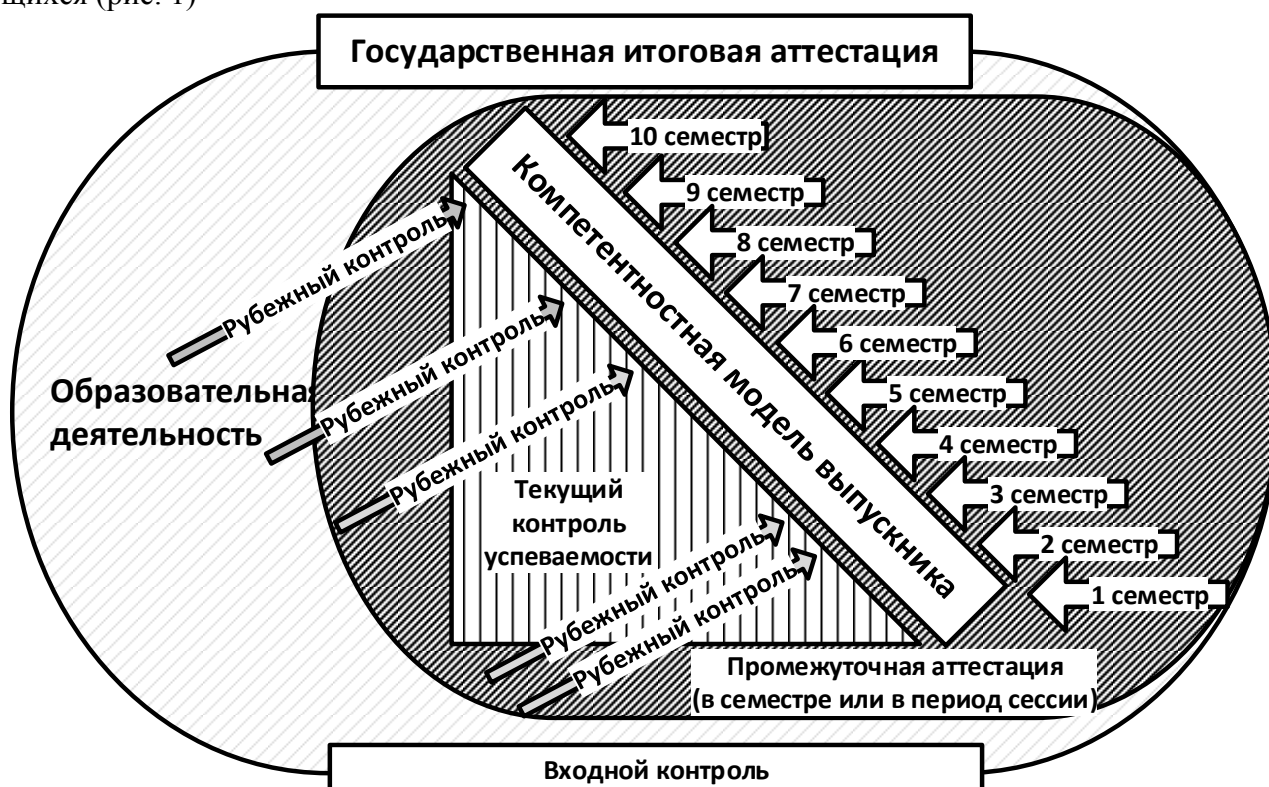 щихся (рис. 1)
Государственная итоговая аттестация
10 семестр
9 семестр
8 семестр
7 семестр
6 семестр
5 семестр
4 семестр
3 семестр
2 семестр
1 семестр
Компетентностная модель выпускника
Рубежный контроль
Рубежный контроль
Рубежный контроль
Рубежный контроль
Рубежный контроль
Образовательная
деятельность
Текущий
контроль
успеваемости
Промежуточная аттестация
(в семестре или в период сессии)
Входной контроль